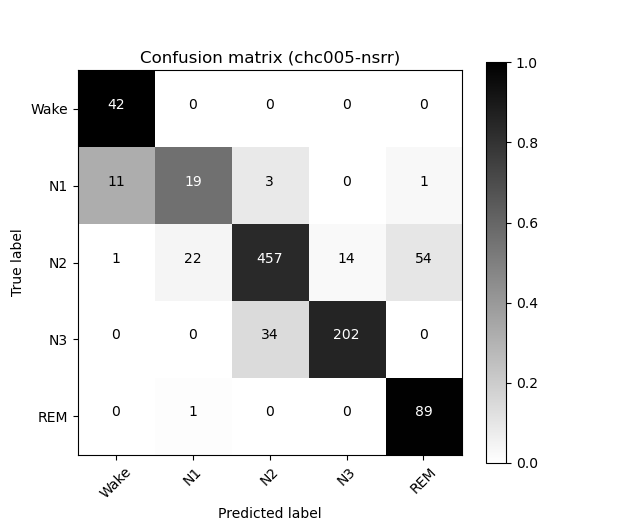 Confusion matrix (chc005-nsrr)
1.0
Wake 42 0 0 0 0
0.8
N1 11 19 3 0 1
0.6
True label
N2 1 22 457 14 54
0.4
N3 0 0 34 202 0
0.2
REM 0 1 0 0 89
0.0
Wake N1 N2 N3 REM
Predicted label